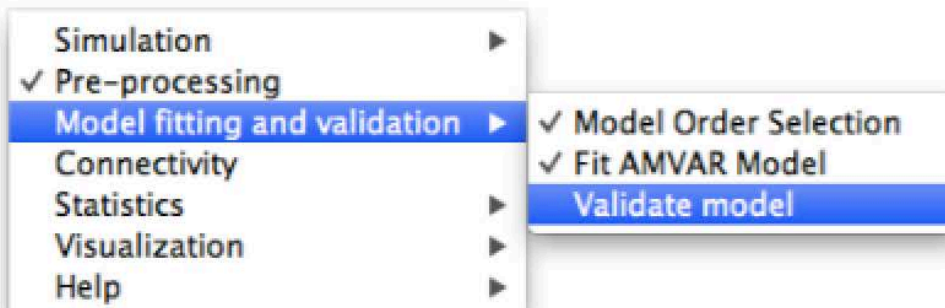 Simulation
✓ Pre-processing
Model fitting and validation
Connectivity
Statistics
Visualization
Help
✓ Model Order Selection
✓ Fit AMVAR Model
Validate model